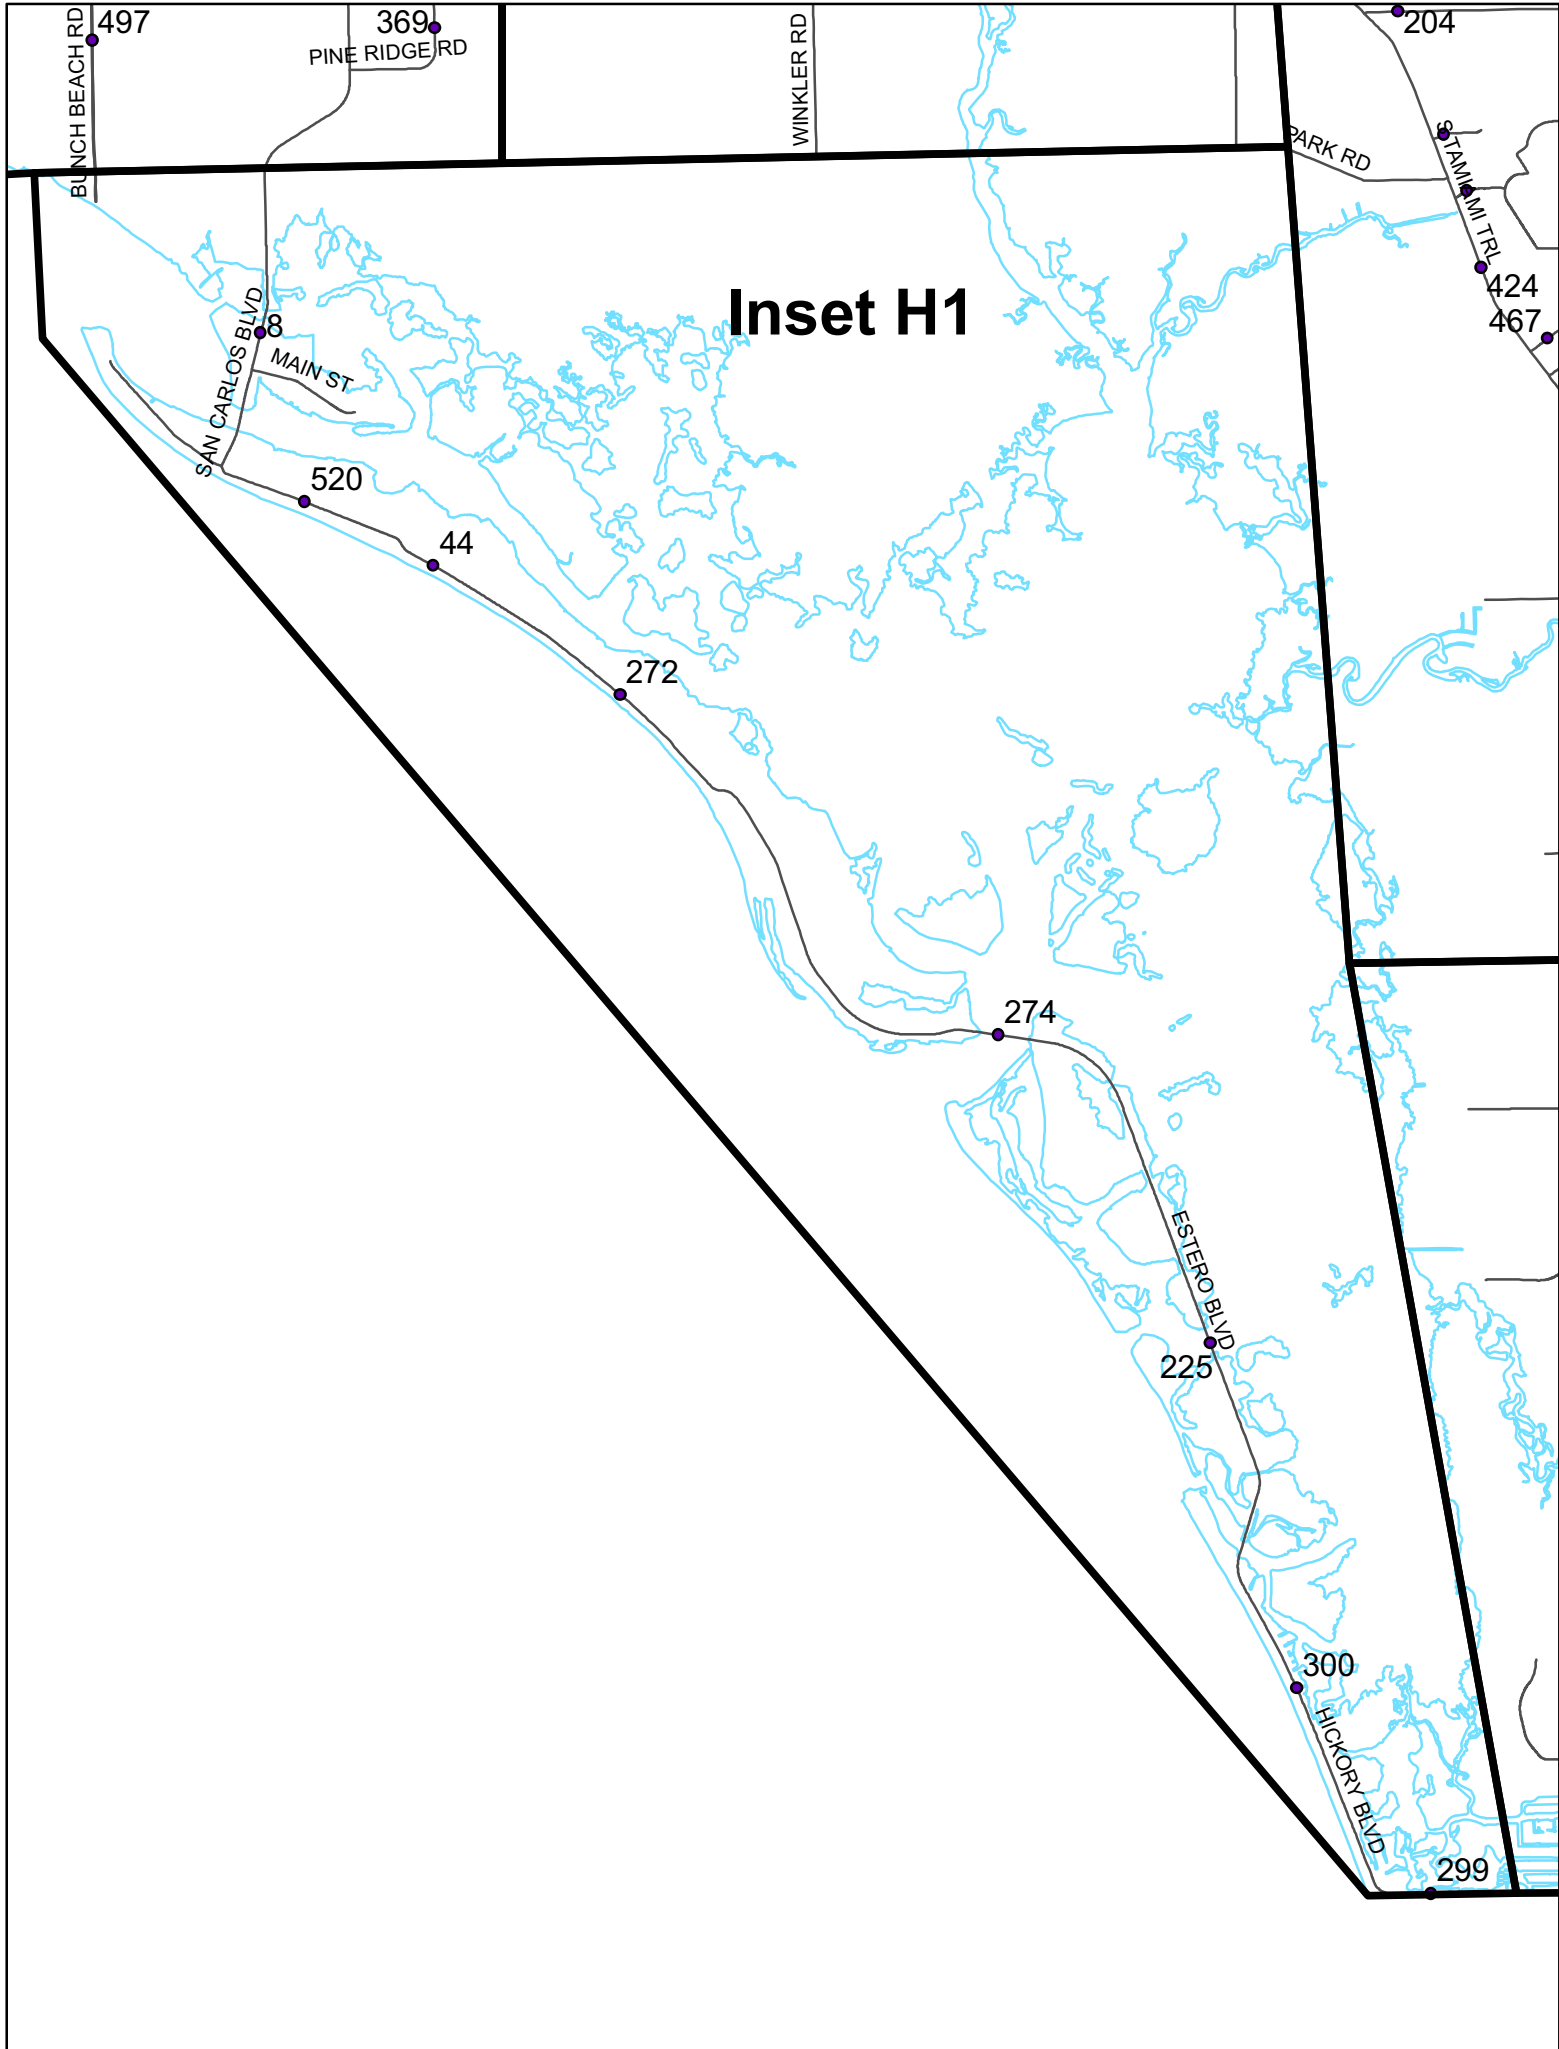 497
369
204
BUNCH BEACH RD
PINE RIDGE RD
WINKLER RD
PARK RD
S TAMIAMI TRL
424
467
Inset H1
8
SAN CARLOS BLVD
MAIN ST
520
44
272
274
ESTERO BLVD
225
300
HICKORY BLVD
299